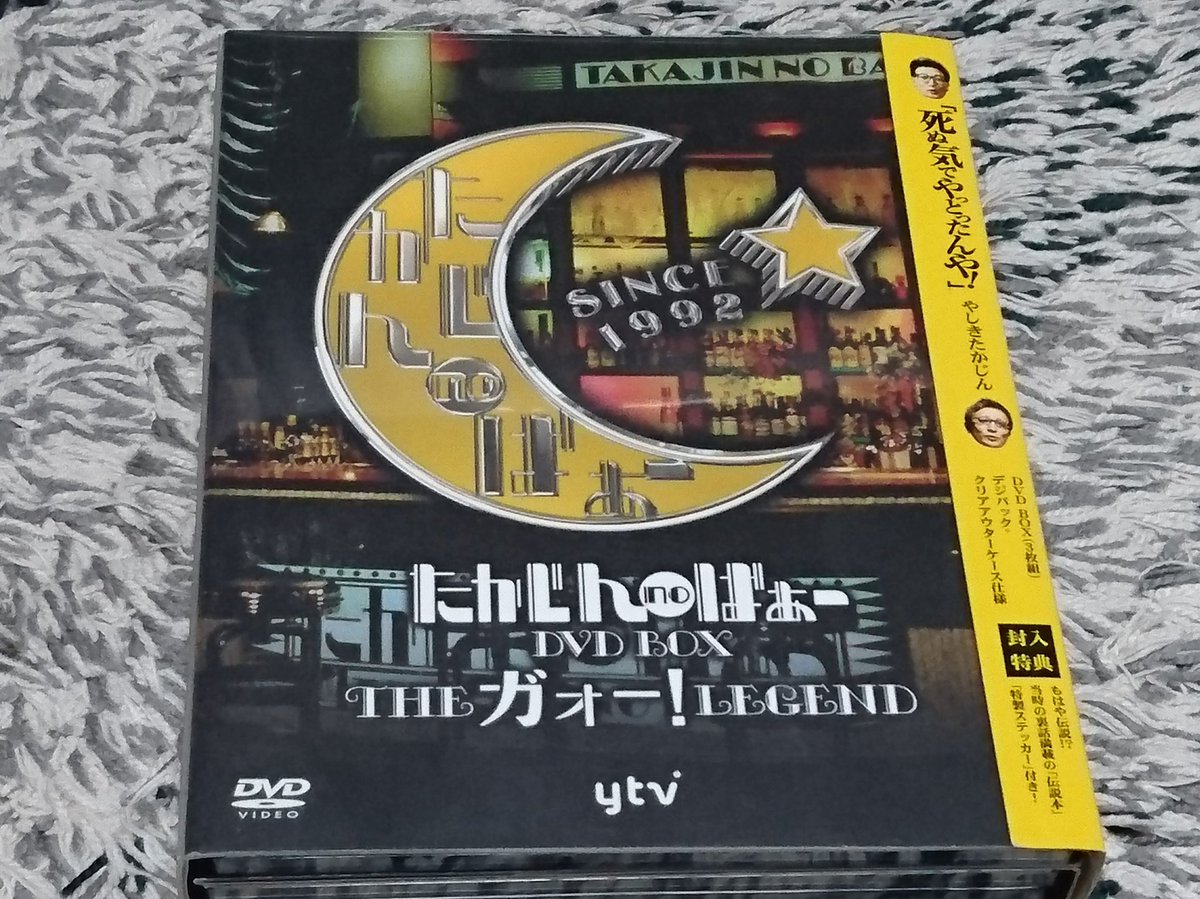 TAKAJIN NO BA
たかじん
no
ばぁー
SINCE
1992
たかじんnoばぁー
DVD BOX
THE ガォー! LEGEND
DVD
VIDEO
ytv
「死ぬ気でやどったんや!」
やしきたかじん
DVD BOX(3枚組)
デジパック・
クリアアウターケース仕様
封入
特典
もはや伝説!?
当時の裏話満載の「伝説本」
「特製ステッカー」付き!